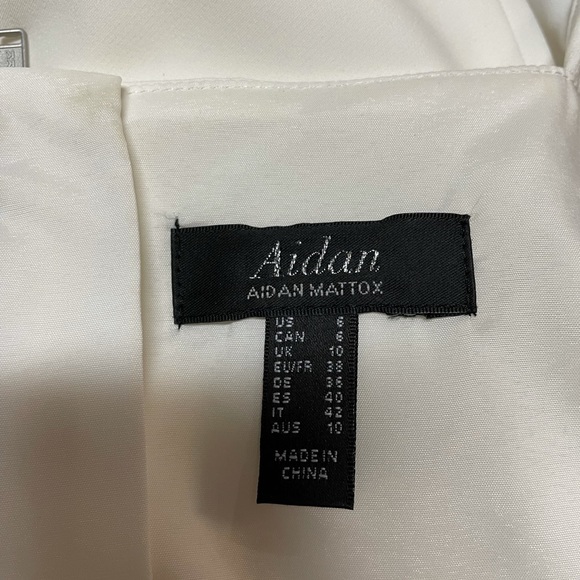 Aidan
AIDAN MATTOX
US 6
CAN 6
UK 10
EU/FR 38
DE 36
ES 40
IT 42
AUS 10
MADE IN
CHINA